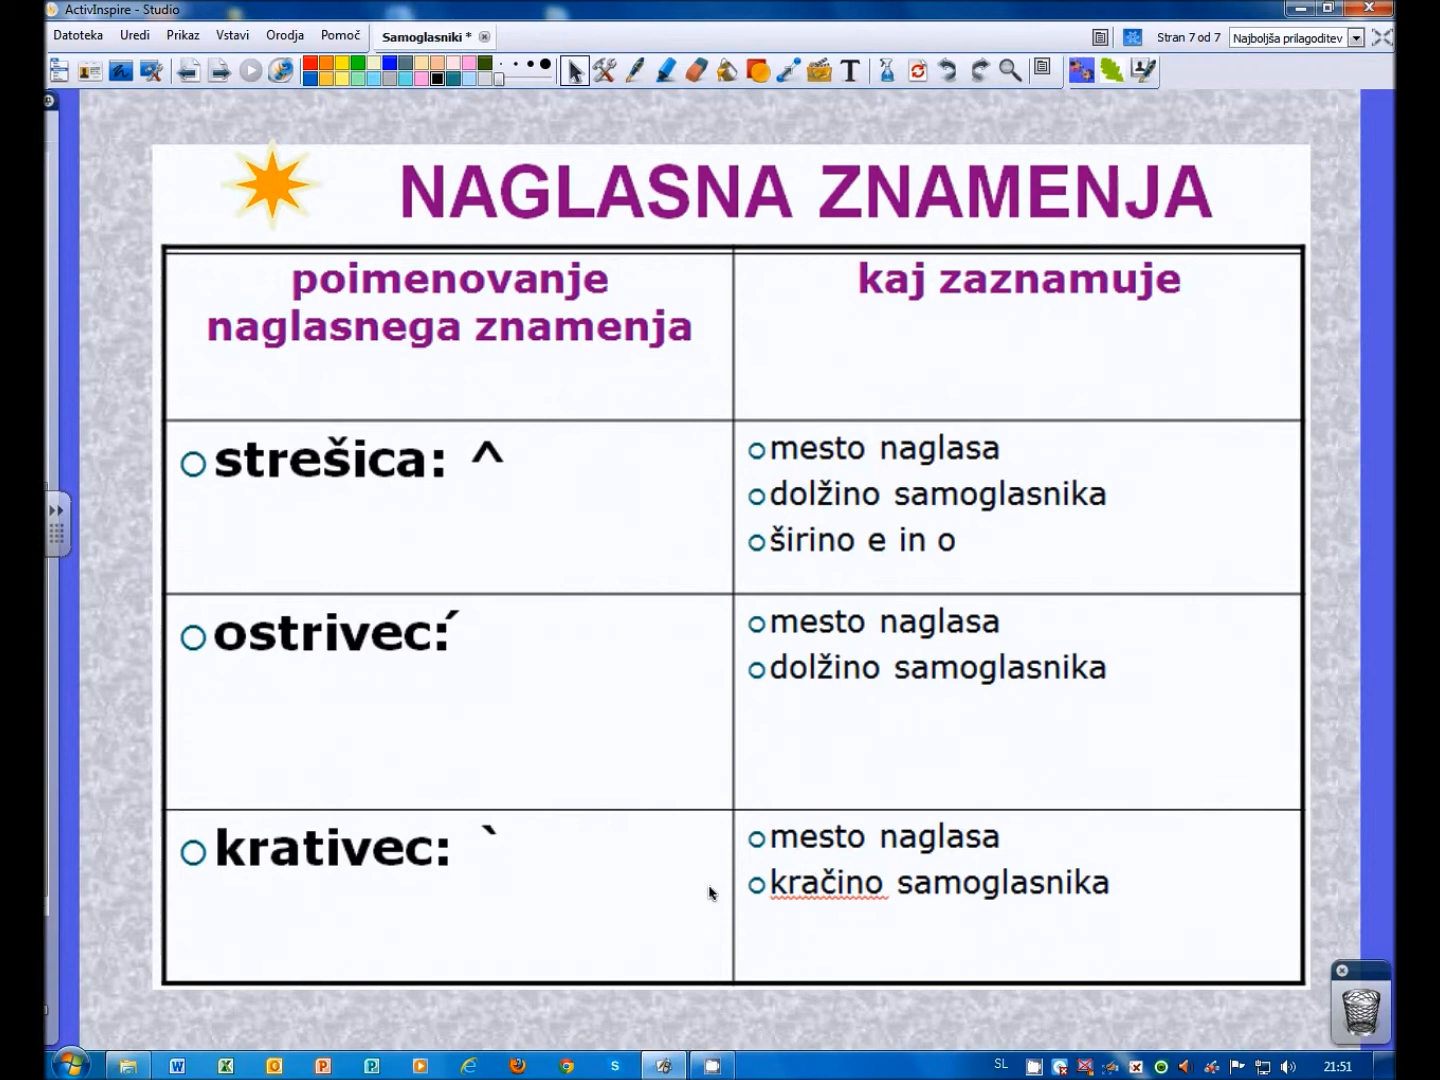 ActivInspire - Studio
Datoteka Uredi Prikaz Vstavi Orodja Pomoč Samoglasniki * Stran 7 od 7 Najboljša prilagoditev
NAGLASNA ZNAMENJA
poimenovanje
naglasnega znamenja
kaj zaznamuje
strešica: ^
mesto naglasa
dolžino samoglasnika
širino e in o
ostrivec:´
mesto naglasa
dolžino samoglasnika
krativec: `
mesto naglasa
kračino samoglasnika
SL 21:51